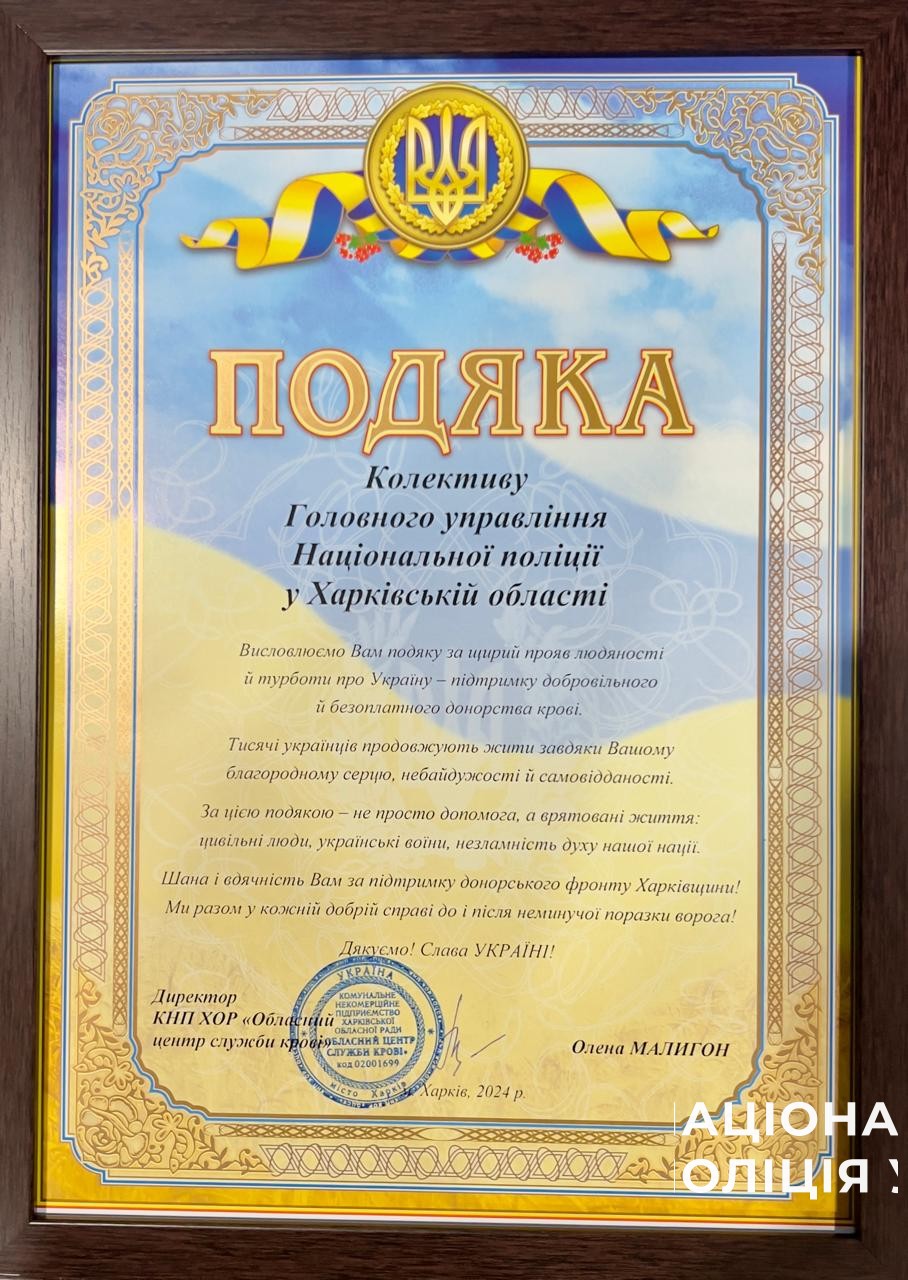 ПОДЯКА
Колективу
Головного управління
Національної поліції
у Харківській області
Висловлюємо Вам подяку за щирий прояв людяності
й турботи про Україну – підтримку добровільного
й безоплатного донорства крові.
Тисячі українців продовжують жити завдяки Вашому
благородному серцю, небайдужості й самовідданості.
За цією подякою – не просто допомога, а врятовані життя:
цивільні люди, українські воїни, незламність духу нашої нації.
Шана і вдячність Вам за підтримку донорського фронту Харківщини!
Ми разом у кожній добрій справі до і після неминучої поразки ворога!
Дякуємо! Слава УКРАЇНІ!
Директор
КНП ХОР «Обласний
центр служби крові»
УКРАЇНА
КОМУНАЛЬНЕ
НЕКОМЕРЦІЙНЕ
ПІДПРИЄМСТВО
ХАРКІВСЬКОЇ
ОБЛАСНОЇ РАДИ
ОБЛАСНИЙ ЦЕНТР
СЛУЖБИ КРОВІ»
код 02001699
місто Харків
Олена МАЛИГОН
Харків, 2024 р.
АЦІОНА
ОЛІЦІЯ У